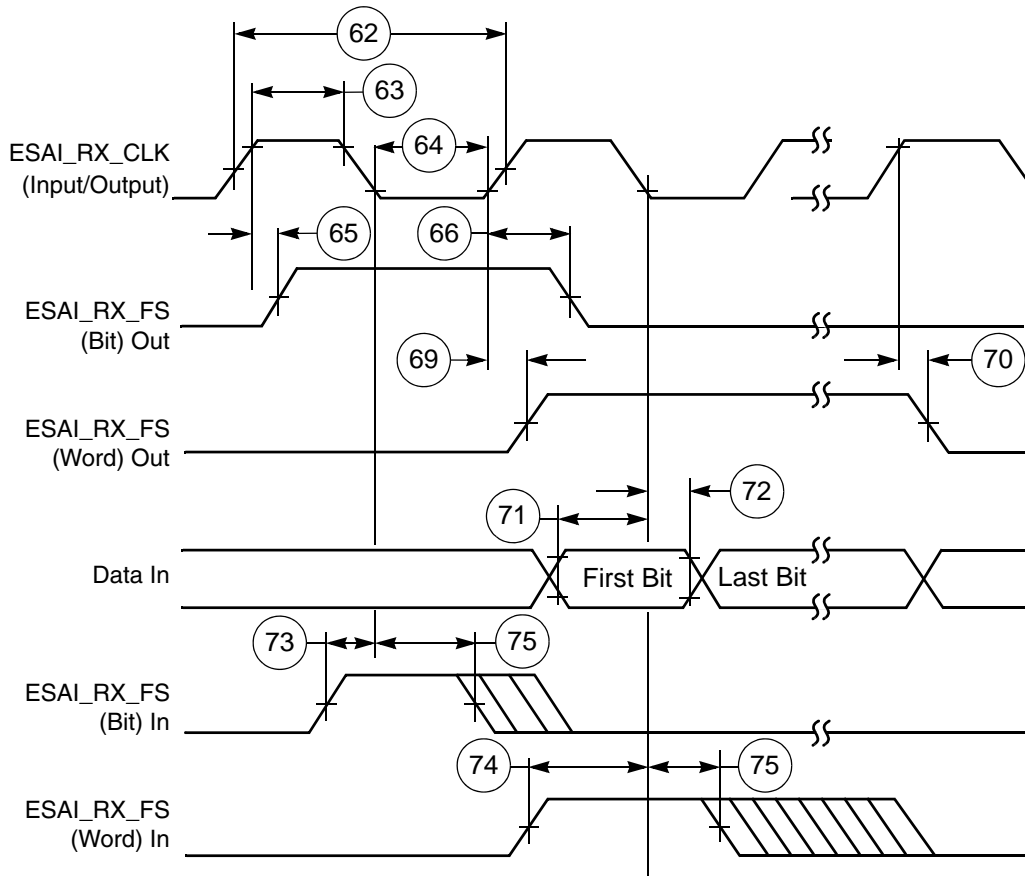 62
63
ESAI_RX_CLK
(Input/Output)
64
65
66
ESAI_RX_FS
(Bit) Out
69
70
ESAI_RX_FS
(Word) Out
71
72
Data In
First Bit
Last Bit
73
75
ESAI_RX_FS
(Bit) In
74
75
ESAI_RX_FS
(Word) In